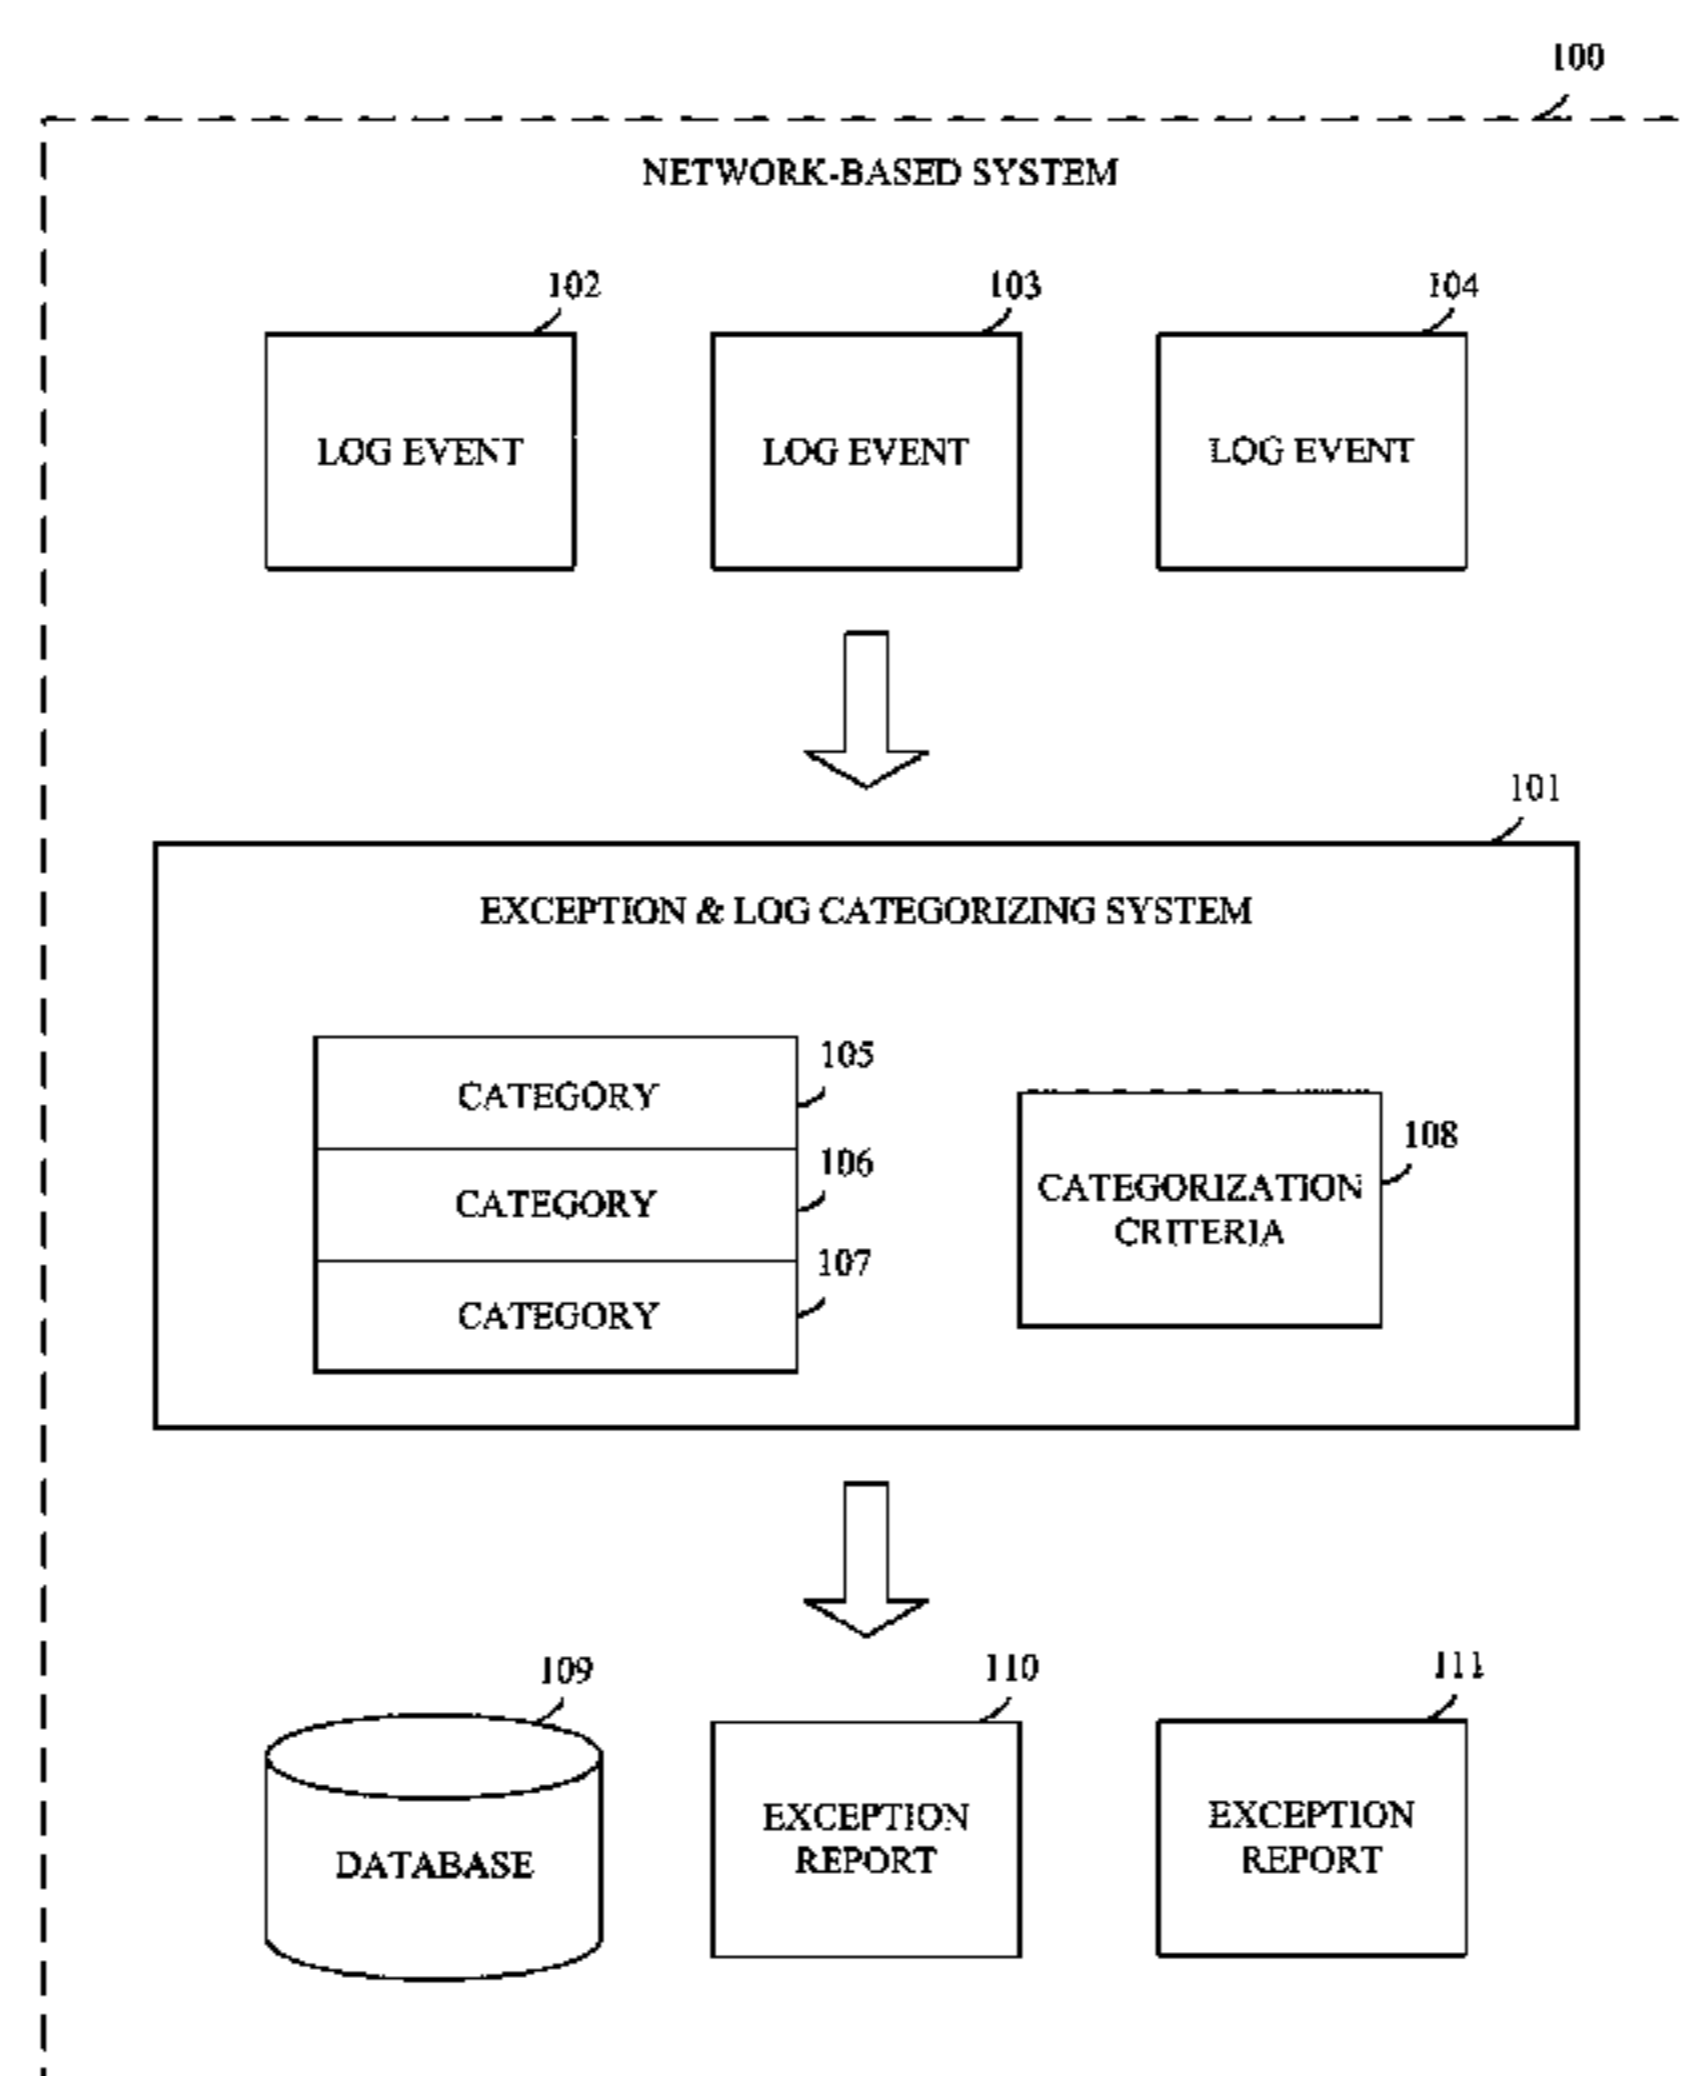 100
NETWORK-BASED SYSTEM
102
103
104
LOG EVENT
LOG EVENT
LOG EVENT
101
EXCEPTION & LOG CATEGORIZING SYSTEM
105
CATEGORY
106
CATEGORY
107
CATEGORY
108
CATEGORIZATION
CRITERIA
109
110
111
DATABASE
EXCEPTION
REPORT
EXCEPTION
REPORT